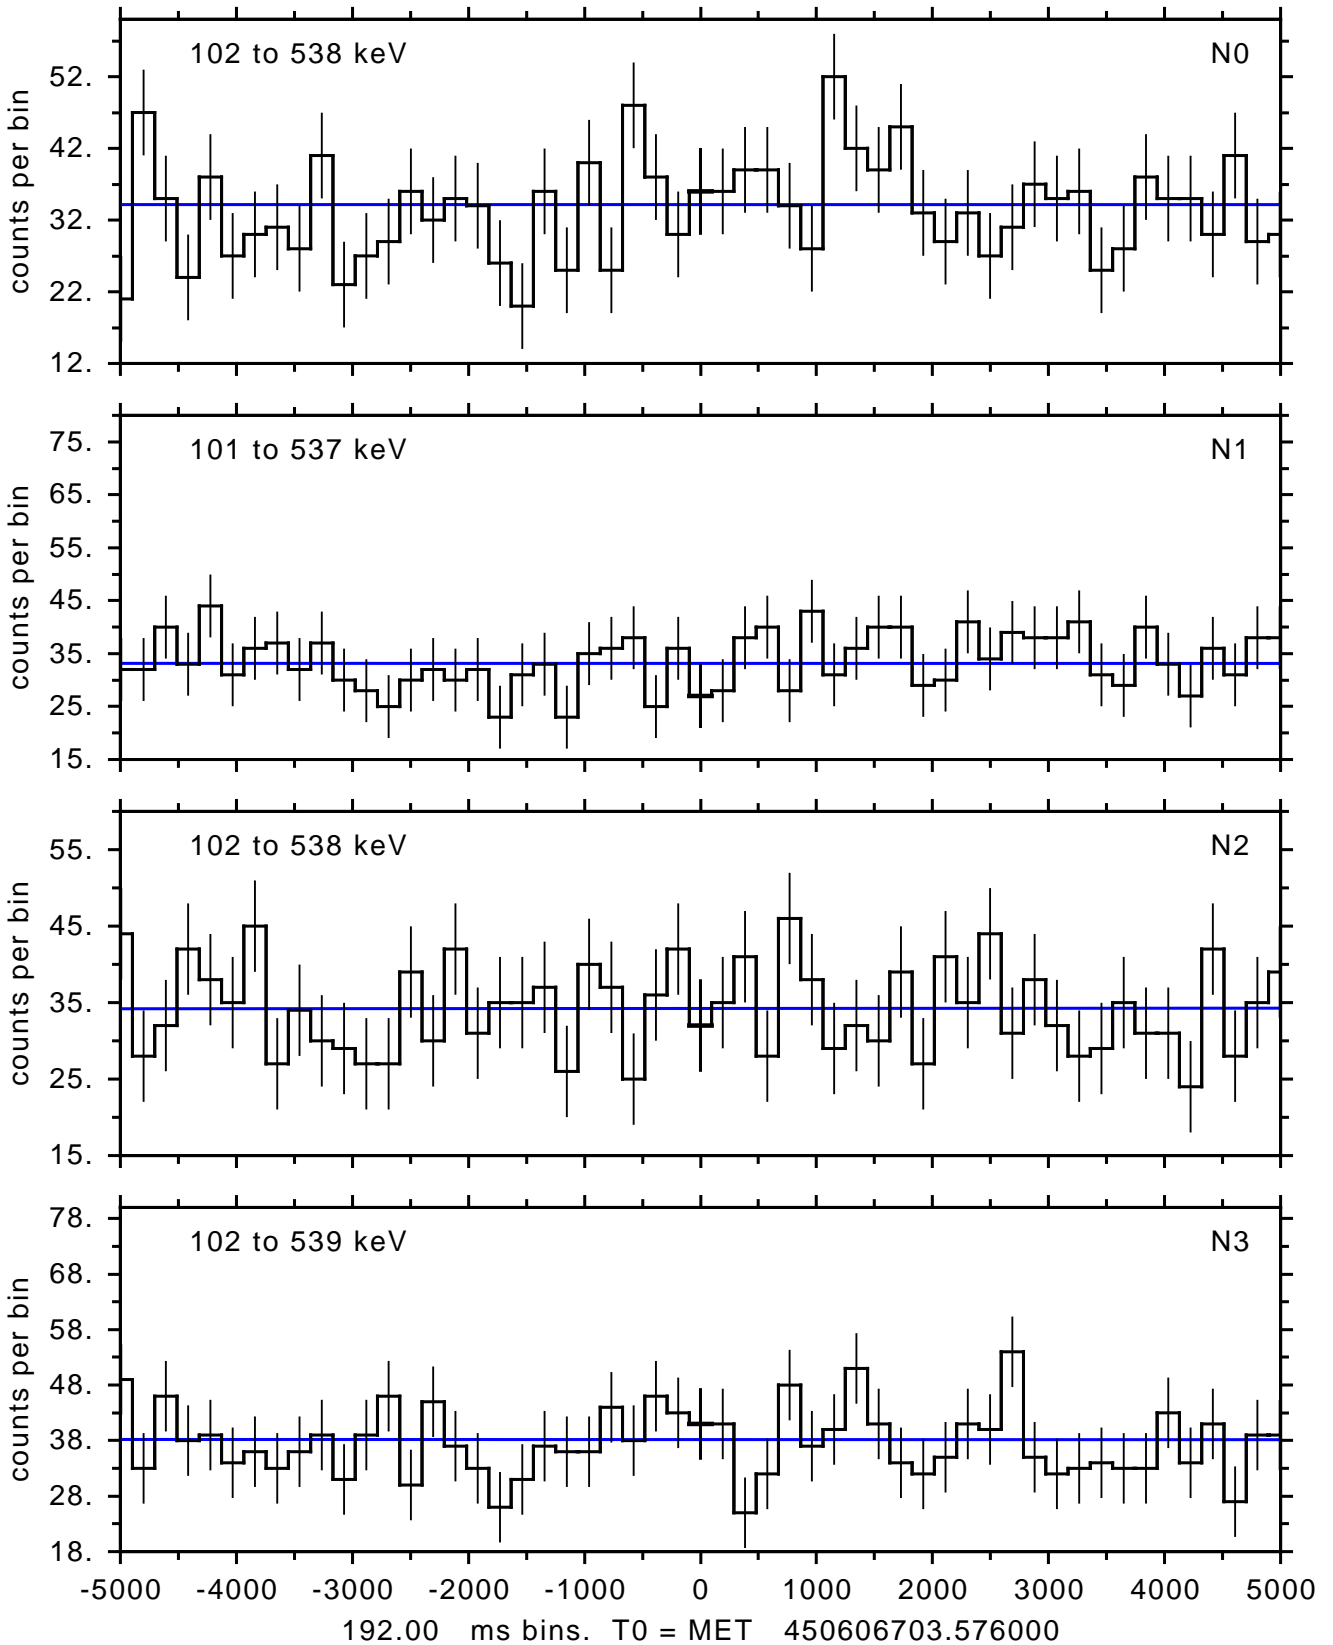 102 to 538 keV N0
counts per bin
52.
42.
32.
22.
12.
101 to 537 keV N1
counts per bin
75.
65.
55.
45.
35.
25.
15.
102 to 538 keV N2
counts per bin
55.
45.
35.
25.
15.
102 to 539 keV N3
counts per bin
78.
68.
58.
48.
38.
28.
18.
-5000 -4000 -3000 -2000 -1000 0 1000 2000 3000 4000 5000
192.00 ms bins. T0 = MET 450606703.576000